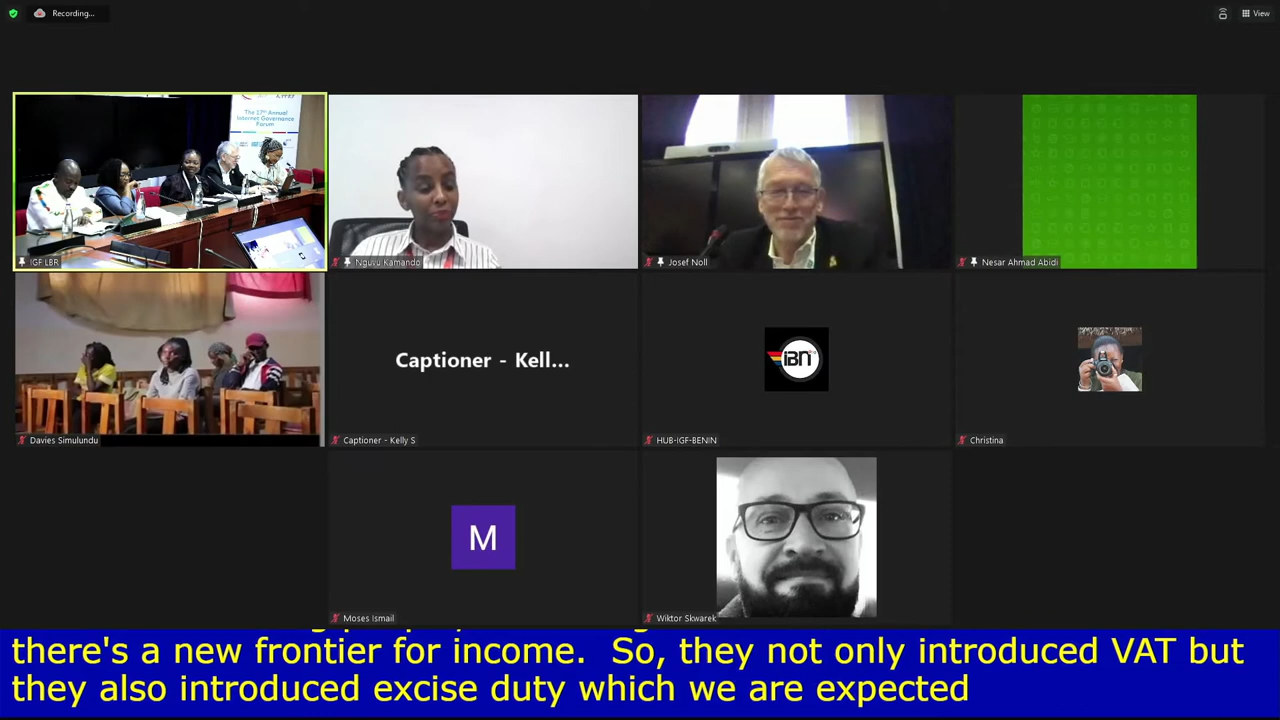 Recording...
View
The 17th Annual
Internet Governance
Forum
IGF LBR
Nguvu Kamando
Josef Noll
Nesar Ahmad Abidi
Davies Simulundu
Captioner - Kell...
Captioner - Kelly S
iBN
HUB-IGF-BENIN
Christina
M
Moses Ismail
Wiktor Skwarek
there's a new frontier for income. So, they not only introduced VAT but
they also introduced excise duty which we are expected